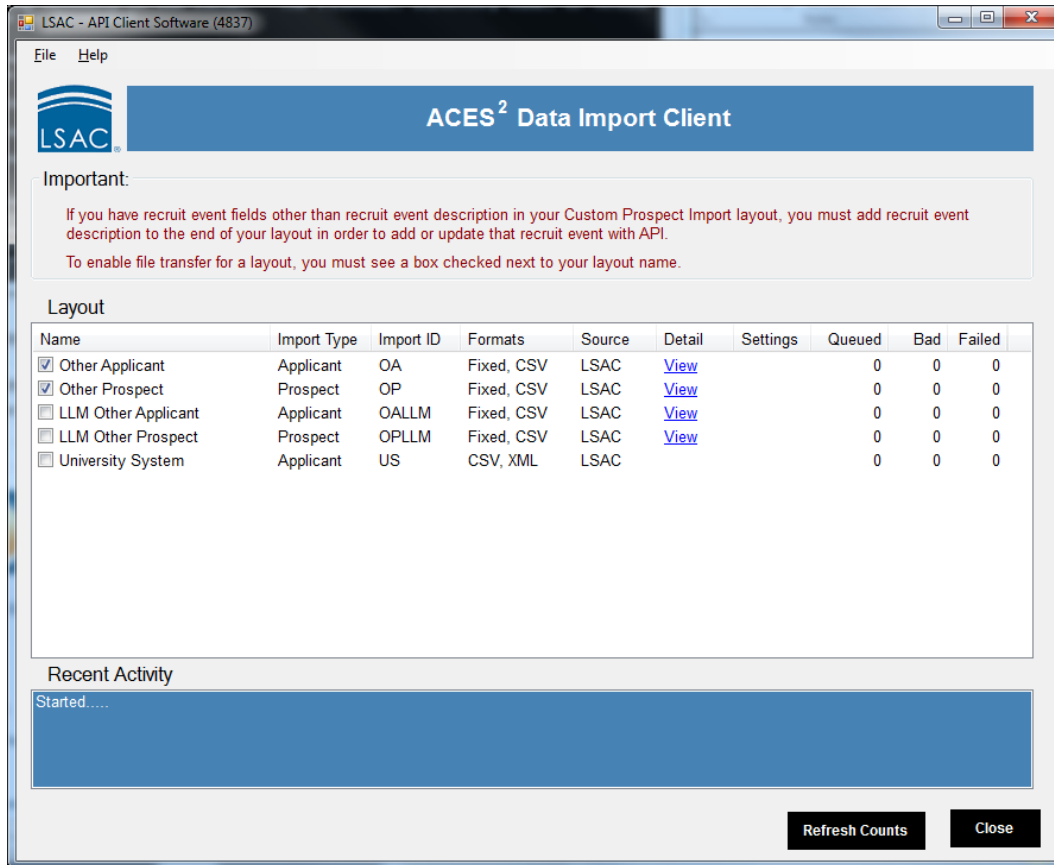 LSAC - API Client Software (4837)
File Help
LSAC®
ACES² Data Import Client
Important:
If you have recruit event fields other than recruit event description in your Custom Prospect Import layout, you must add recruit event
description to the end of your layout in order to add or update that recruit event with API.
To enable file transfer for a layout, you must see a box checked next to your layout name.
Layout
Name Import Type Import ID Formats Source Detail Settings Queued Bad Failed
Other Applicant Applicant OA Fixed, CSV LSAC View 0 0 0
Other Prospect Prospect OP Fixed, CSV LSAC View 0 0 0
LLM Other Applicant Applicant OALLM Fixed, CSV LSAC View 0 0 0
LLM Other Prospect Prospect OPLLM Fixed, CSV LSAC View 0 0 0
University System Applicant US CSV, XML LSAC 0 0 0
Recent Activity
Started.....
Refresh Counts Close